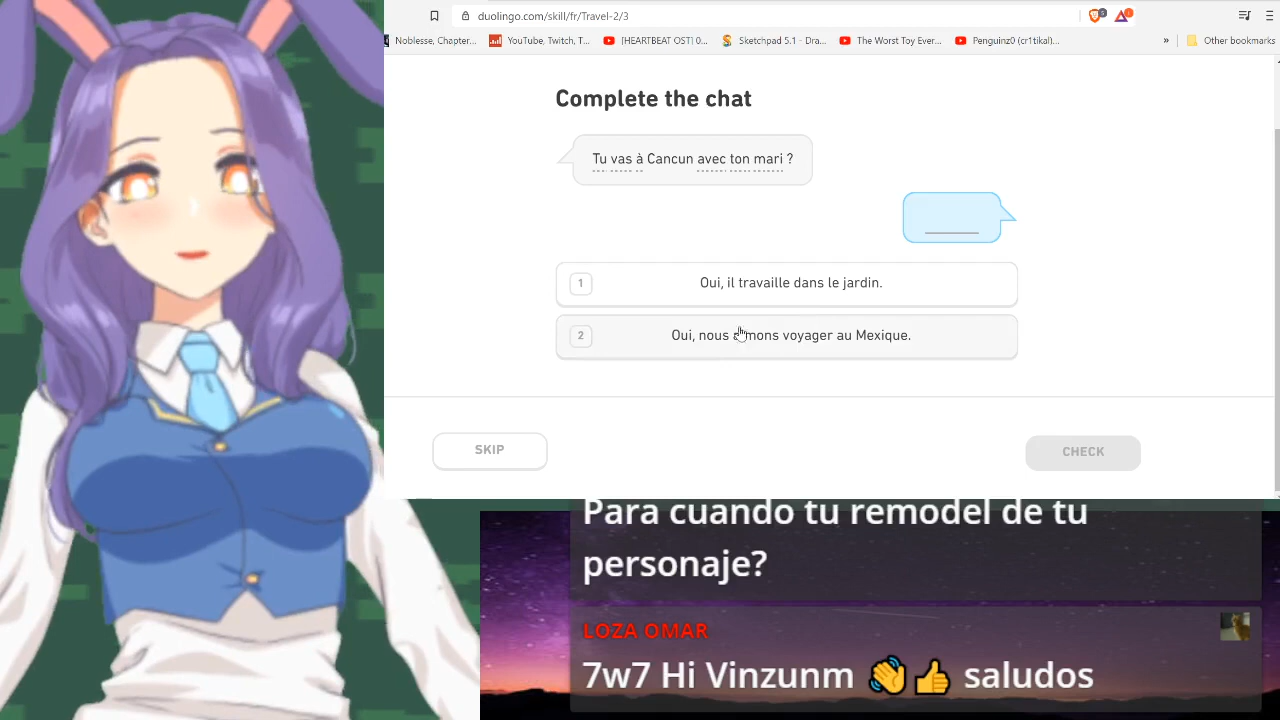 duolingo.com/skill/fr/Travel-2/3
Noblesse, Chapter...
YouTube, Twitch, T...
[HEARTBEAT OST] 0...
Sketchpad 5.1 - Dra...
The Worst Toy Ever...
Penguinz0 (cr1tikal)...
»
Other bookmarks
Complete the chat
Tu vas à Cancun avec ton mari ?
1 Oui, il travaille dans le jardin.
2 Oui, nous aimons voyager au Mexique.
SKIP
CHECK
Para cuando tu remodel de tu
personaje?
LOZA OMAR
7w7 Hi Vinzunm 👋👍 saludos